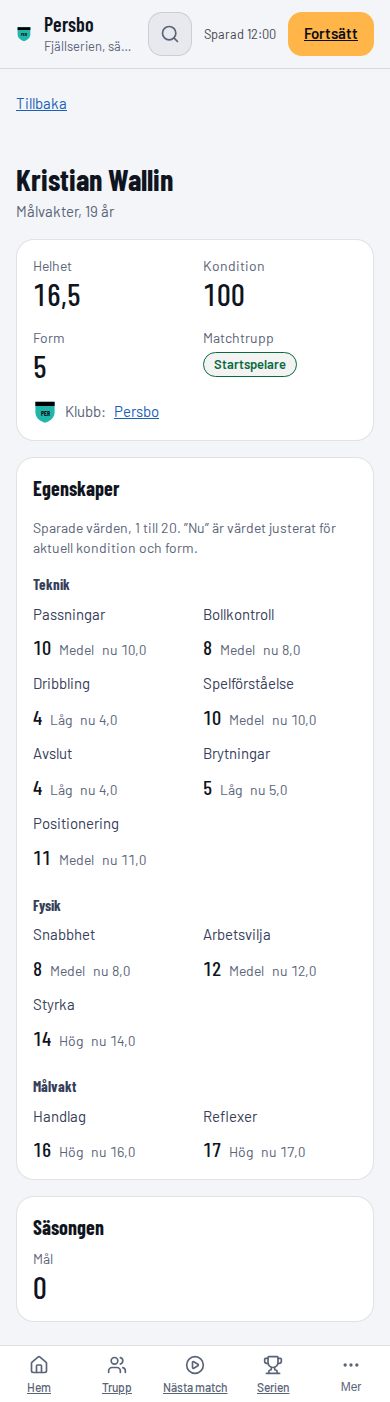 PER
Persbo
Fjällserien, sä...
Sparad 12:00
Fortsätt
Tillbaka
Kristian Wallin
Målvakter, 19 år
Helhet
Kondition
16,5
100
Form
Matchtrupp
5
Startspelare
PER
Klubb: Persbo
Egenskaper
Sparade värden, 1 till 20. ”Nu” är värdet justerat för
aktuell kondition och form.
Teknik
Passningar
Bollkontroll
10 Medel nu 10,0
8 Medel nu 8,0
Dribbling
Spelförståelse
4 Låg nu 4,0
10 Medel nu 10,0
Avslut
Brytningar
4 Låg nu 4,0
5 Låg nu 5,0
Positionering
11 Medel nu 11,0
Fysik
Snabbhet
Arbetsvilja
8 Medel nu 8,0
12 Medel nu 12,0
Styrka
14 Hög nu 14,0
Målvakt
Handlag
Reflexer
16 Hög nu 16,0
17 Hög nu 17,0
Säsongen
Mål
0
Hem
Trupp
Nästa match
Serien
Mer